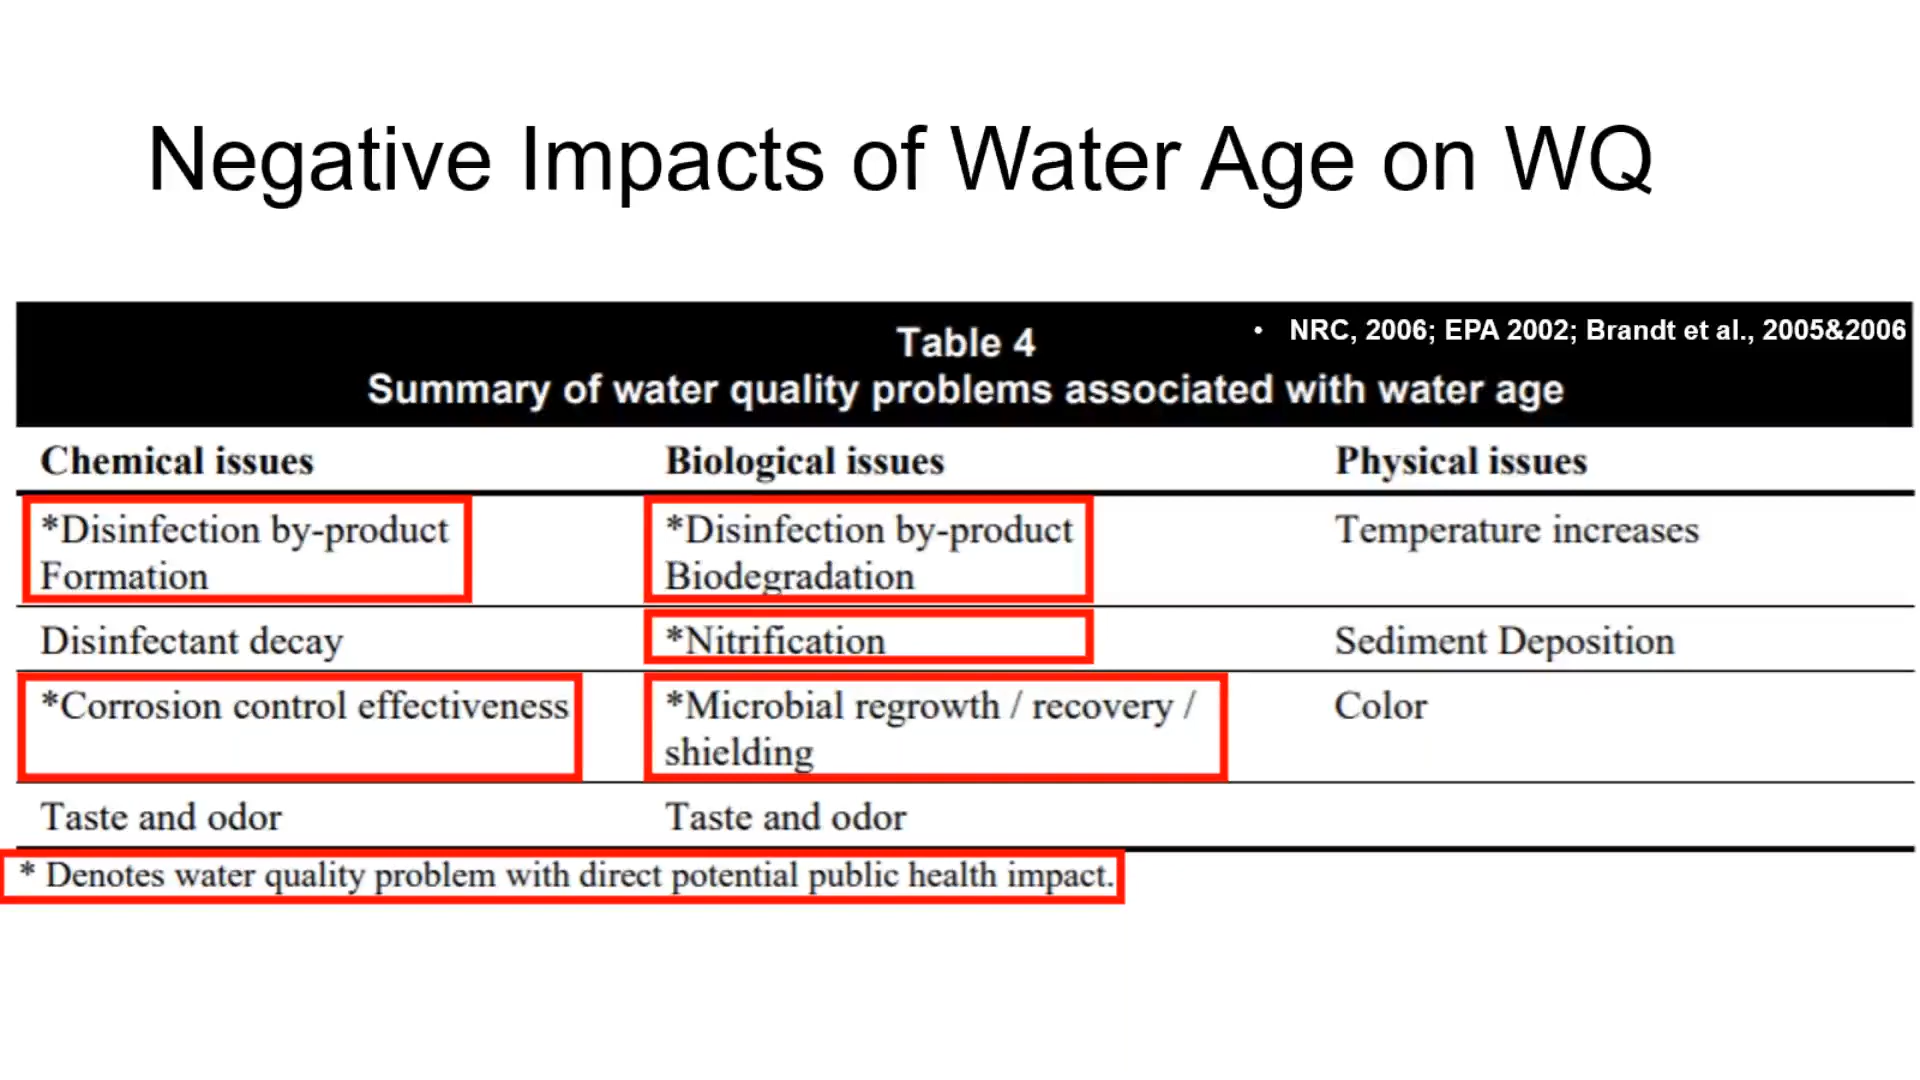 Negative Impacts of Water Age on WQ
Table 4
• NRC, 2006; EPA 2002; Brandt et al., 2005&2006
Summary of water quality problems associated with water age
Chemical issues Biological issues Physical issues
*Disinfection by-product *Disinfection by-product Temperature increases
Formation Biodegradation
Disinfectant decay *Nitrification Sediment Deposition
*Corrosion control effectiveness *Microbial regrowth / recovery / Color
shielding
Taste and odor Taste and odor
* Denotes water quality problem with direct potential public health impact.